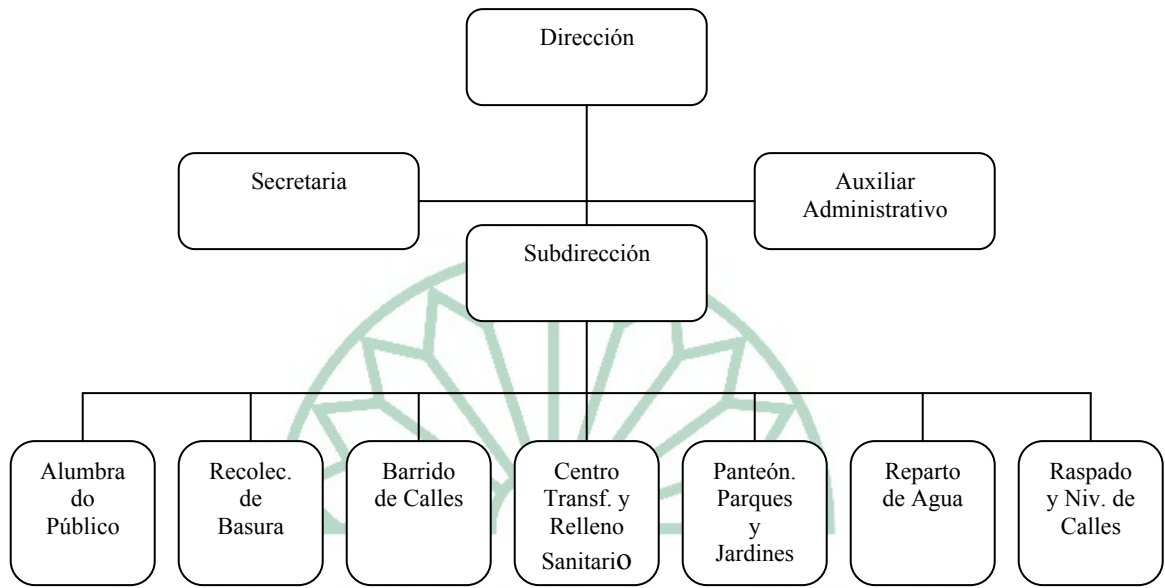 Dirección
Secretaria
Auxiliar
Administrativo
Subdirección
Alumbra
do
Público
Recolec.
de
Basura
Barrido
de Calles
Centro
Transf. y
Relleno
Sanitario
Panteón.
Parques
y
Jardines
Reparto
de Agua
Raspado
y Niv. de
Calles